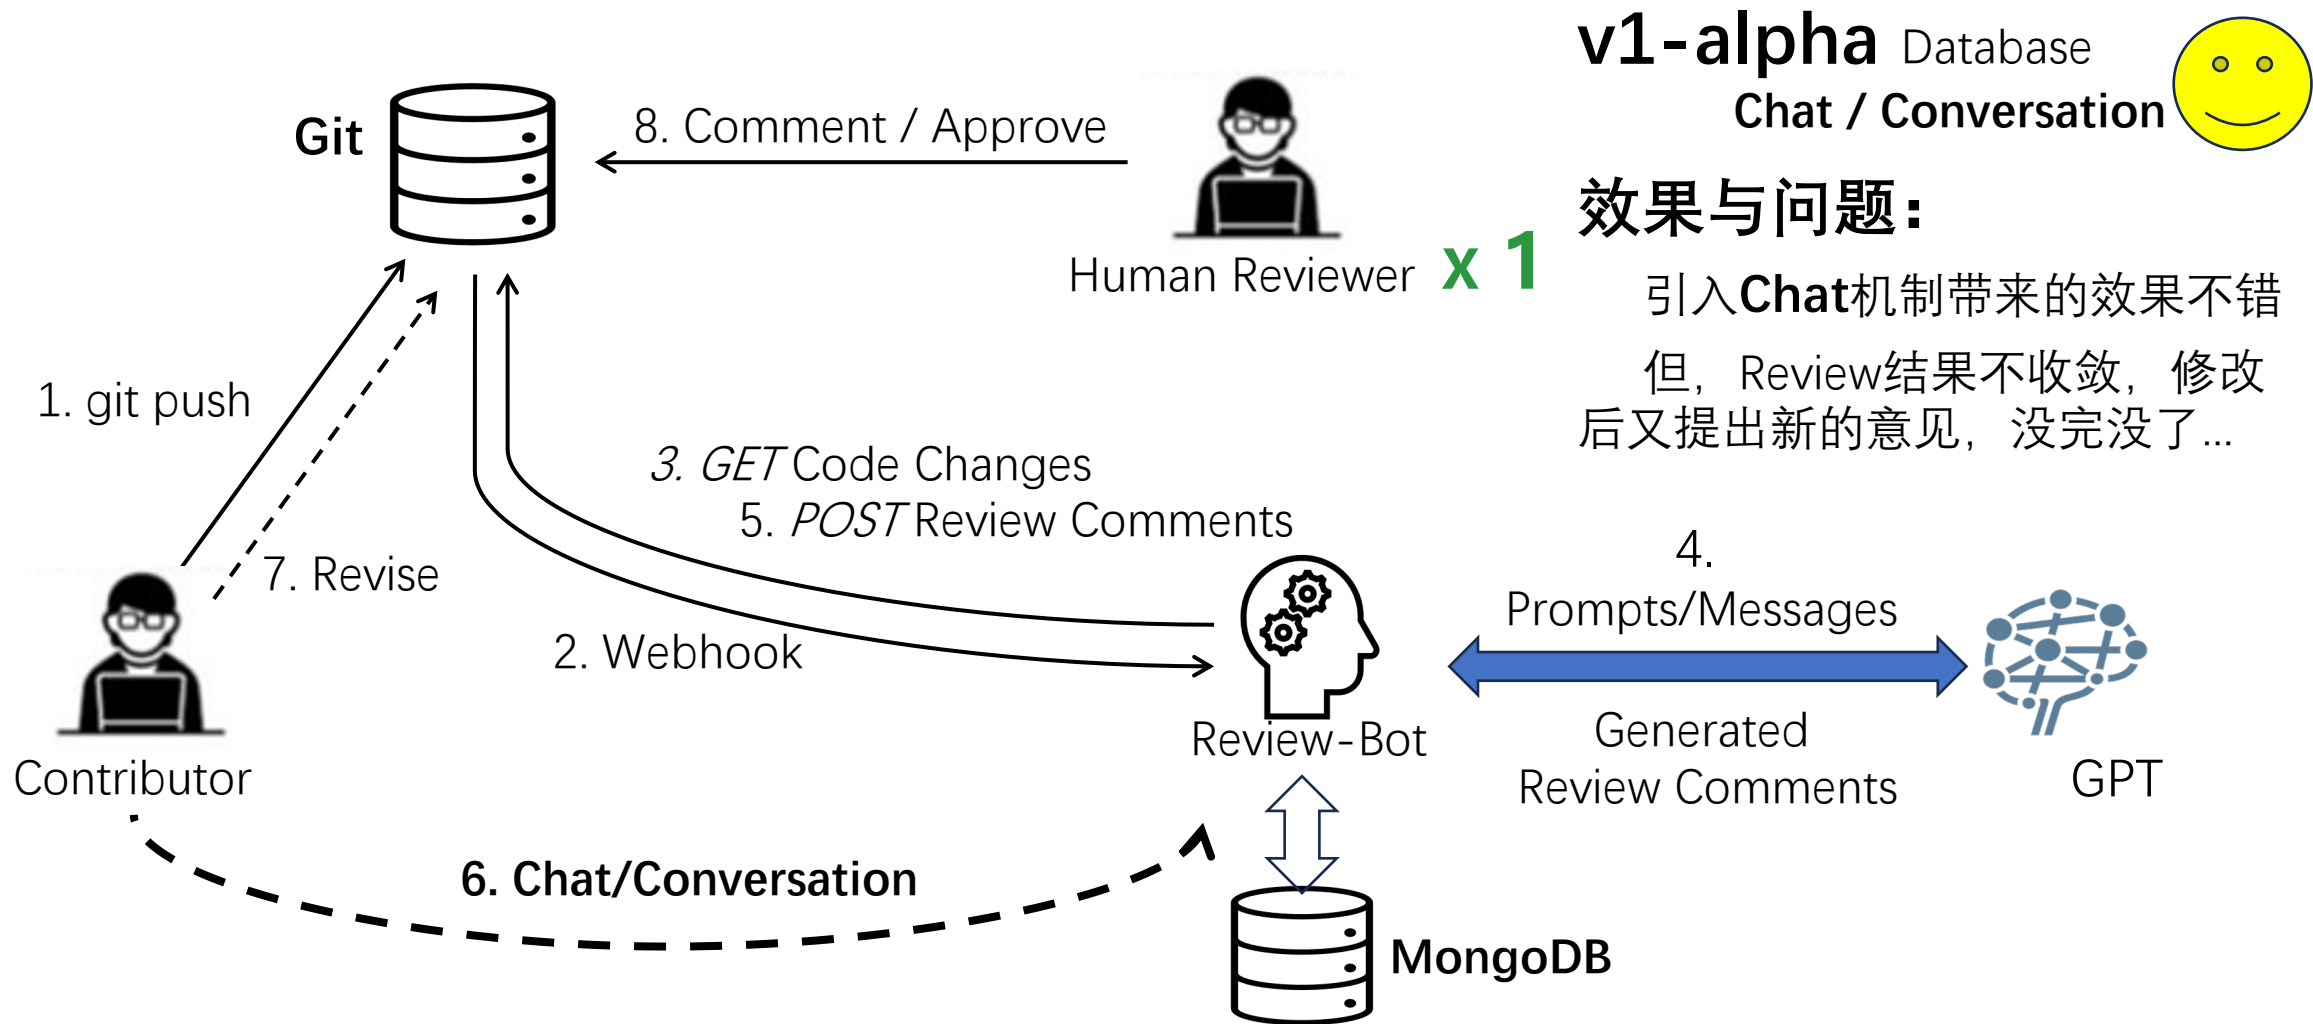 v1-alpha Database
Chat / Conversation
Git
8. Comment / Approve
Human Reviewer x 1
效果与问题：
引入Chat机制带来的效果不错
但，Review结果不收敛，修改
后又提出新的意见，没完没了...
1. git push
7. Revise
3. GET Code Changes
5. POST Review Comments
2. Webhook
4.
Prompts/Messages
Generated
Review Comments
Review-Bot
GPT
Contributor
6. Chat/Conversation
MongoDB